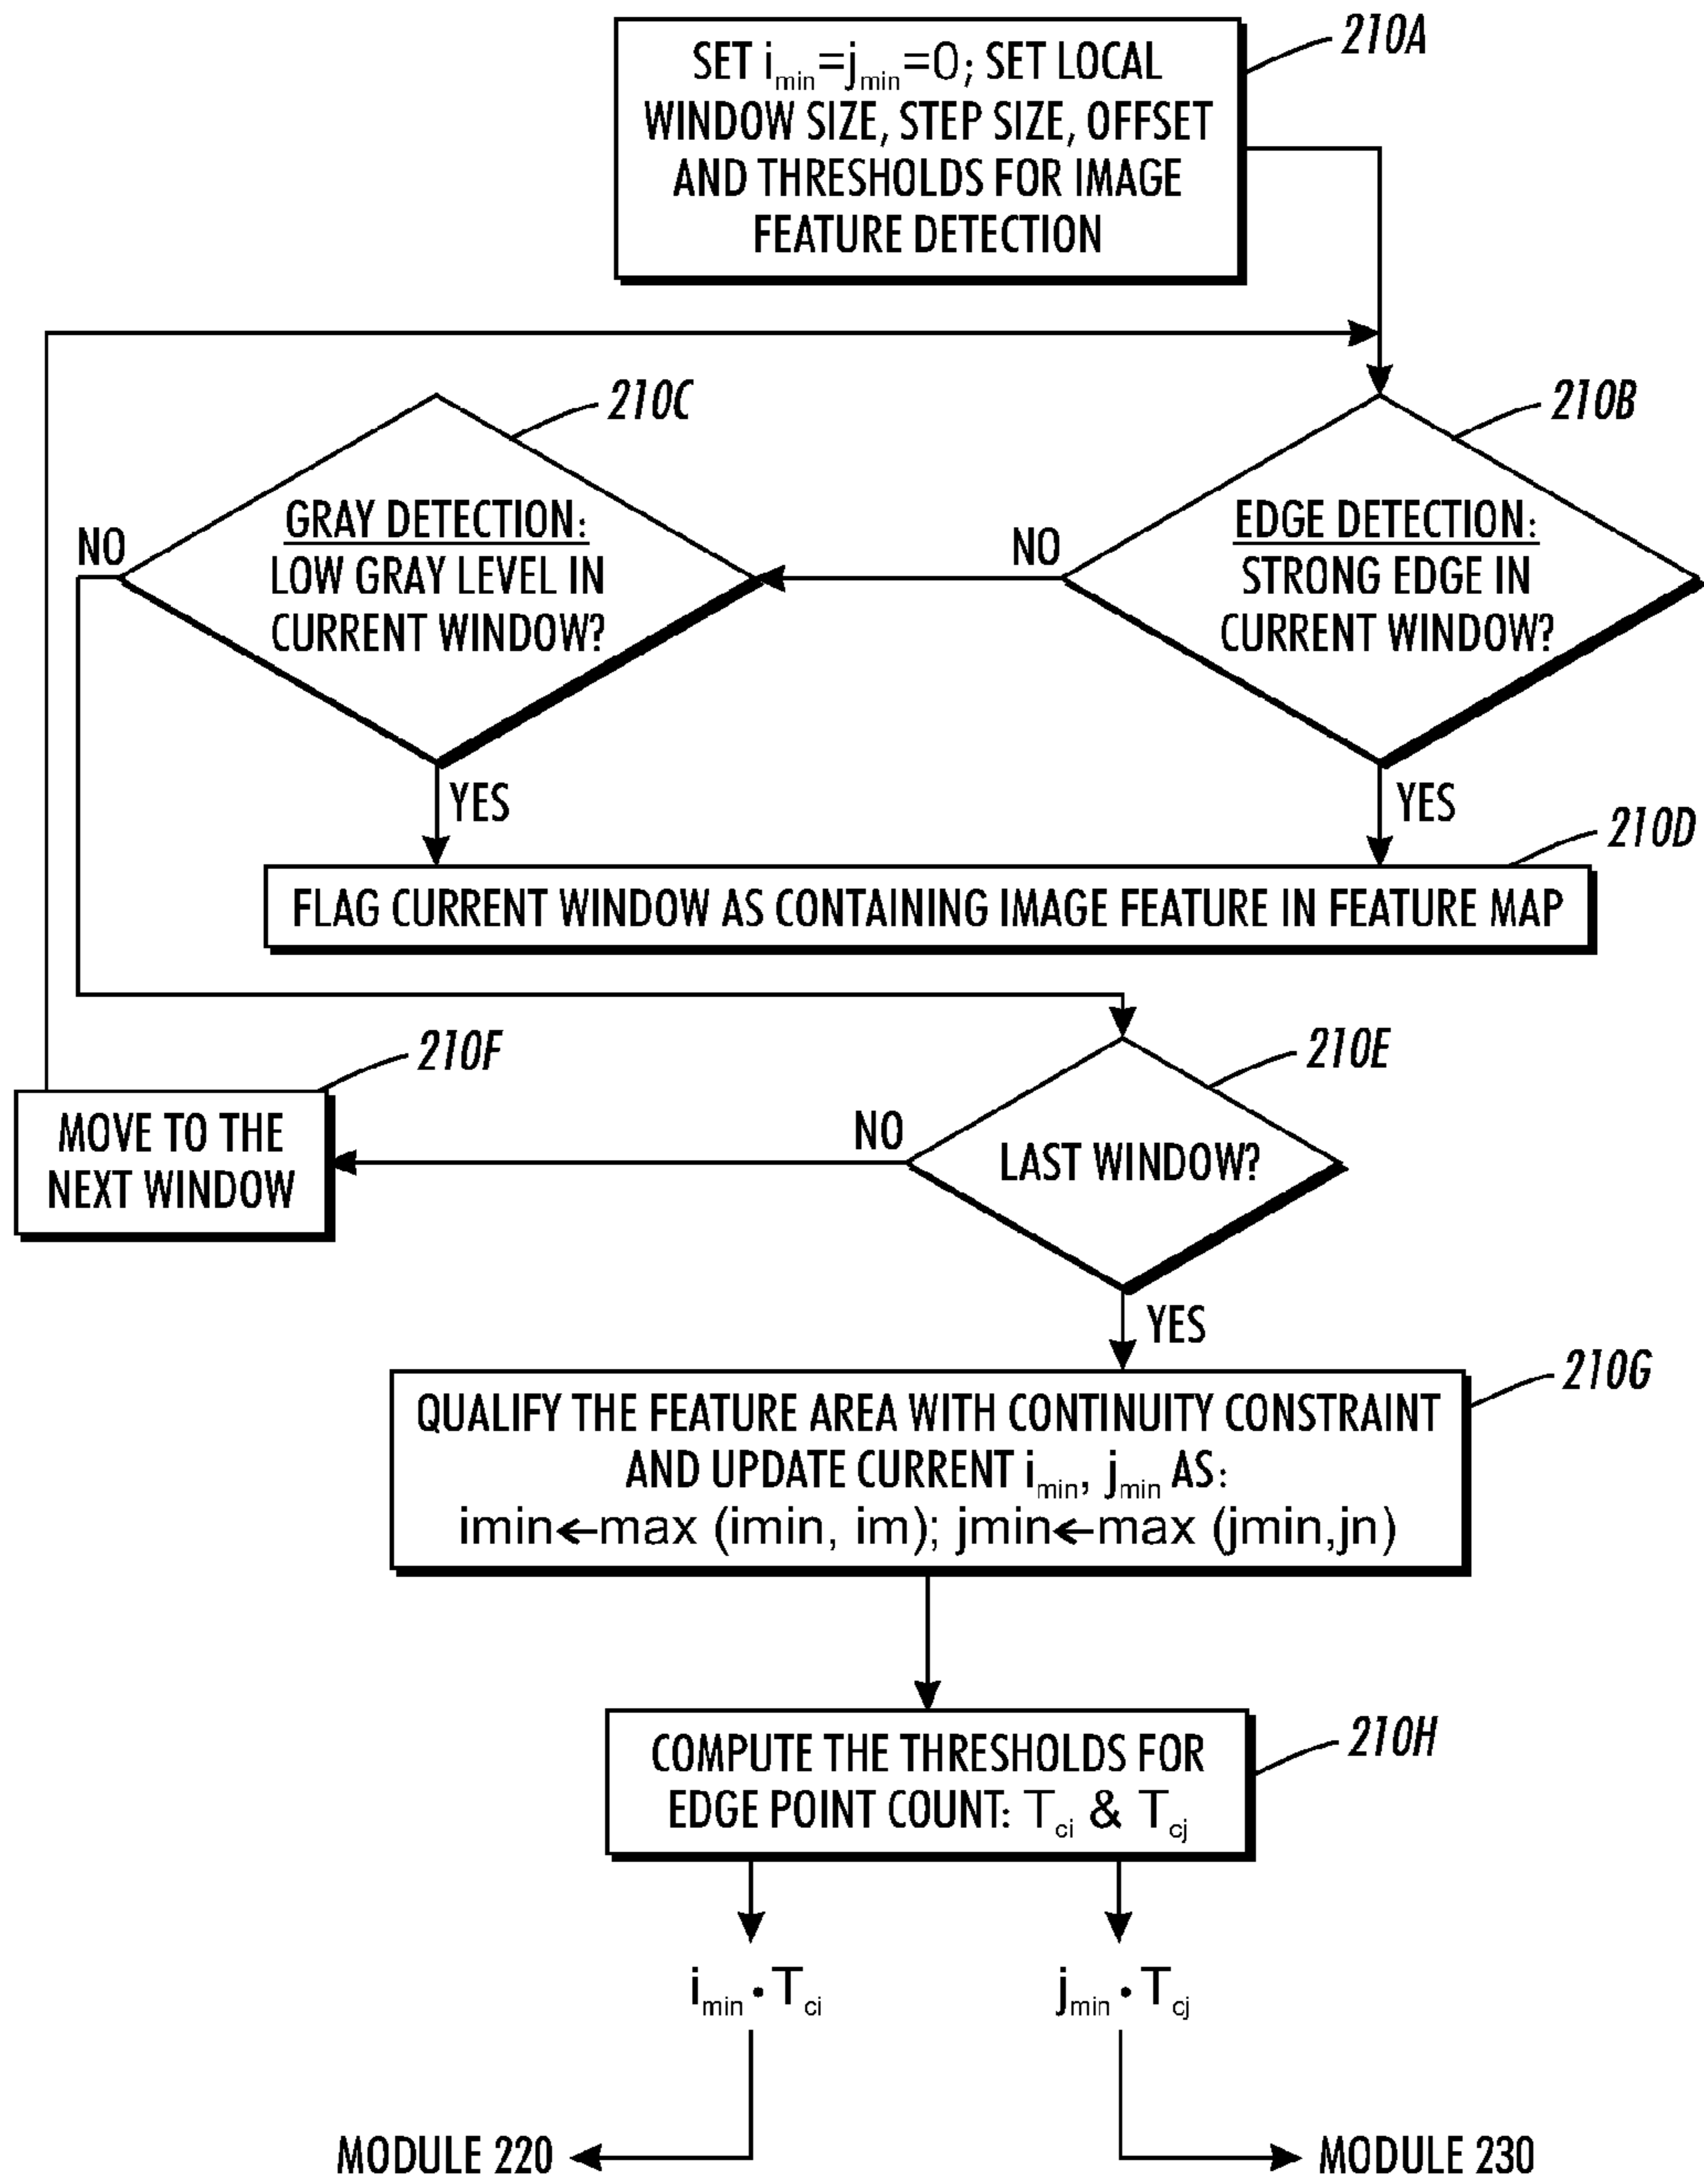 210A
SET imin=jmin=0; SET LOCAL
WINDOW SIZE, STEP SIZE, OFFSET
AND THRESHOLDS FOR IMAGE
FEATURE DETECTION
210C
210B
GRAY DETECTION:
LOW GRAY LEVEL IN
CURRENT WINDOW?
NO
NO
EDGE DETECTION:
STRONG EDGE IN
CURRENT WINDOW?
YES
YES
210D
FLAG CURRENT WINDOW AS CONTAINING IMAGE FEATURE IN FEATURE MAP
210F
210E
MOVE TO THE
NEXT WINDOW
NO
LAST WINDOW?
YES
210G
QUALIFY THE FEATURE AREA WITH CONTINUITY CONSTRAINT
AND UPDATE CURRENT imin, jmin AS:
imin←max (imin, im); jmin←max (jmin,jn)
210H
COMPUTE THE THRESHOLDS FOR
EDGE POINT COUNT: Tci & Tcj
imin • Tci
jmin • Tcj
MODULE 220
MODULE 230